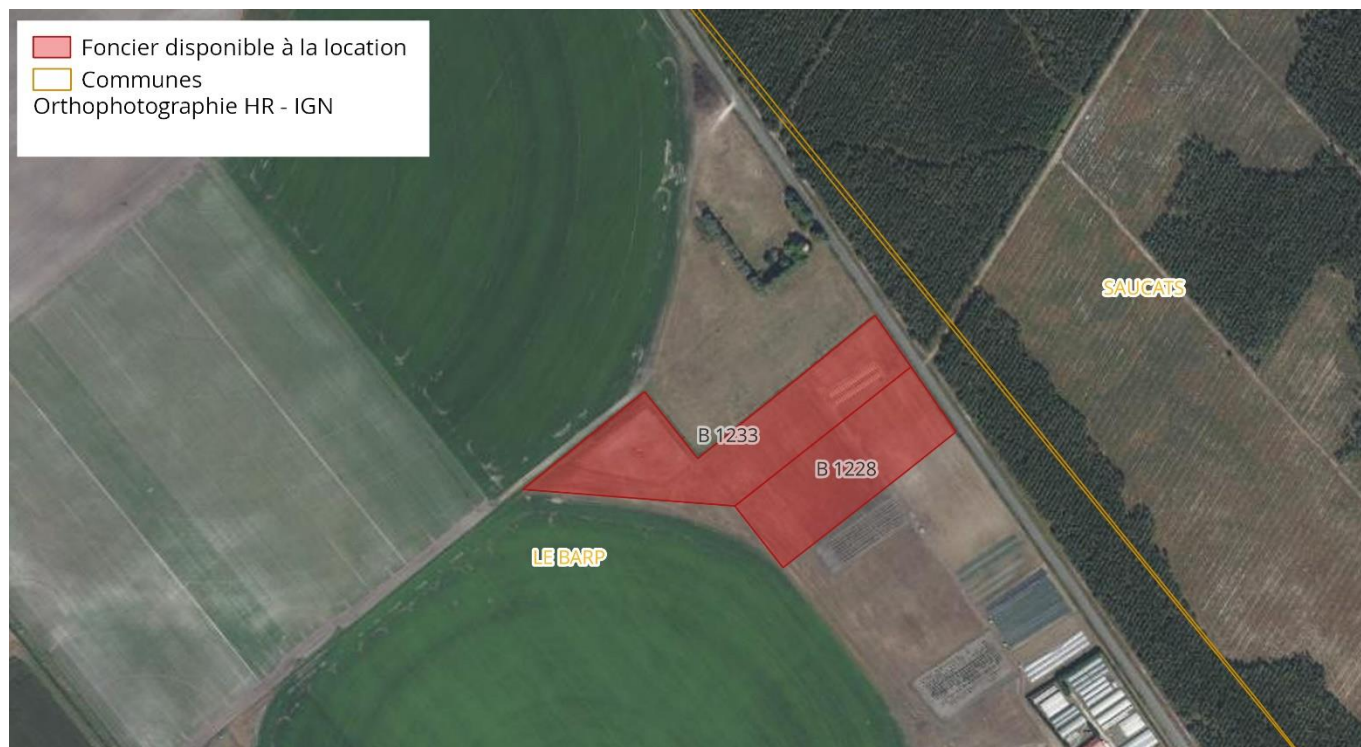 Foncier disponible à la location
Communes
Orthophotographie HR - IGN
SAUCATS
B 1233
B 1228
LE BARP